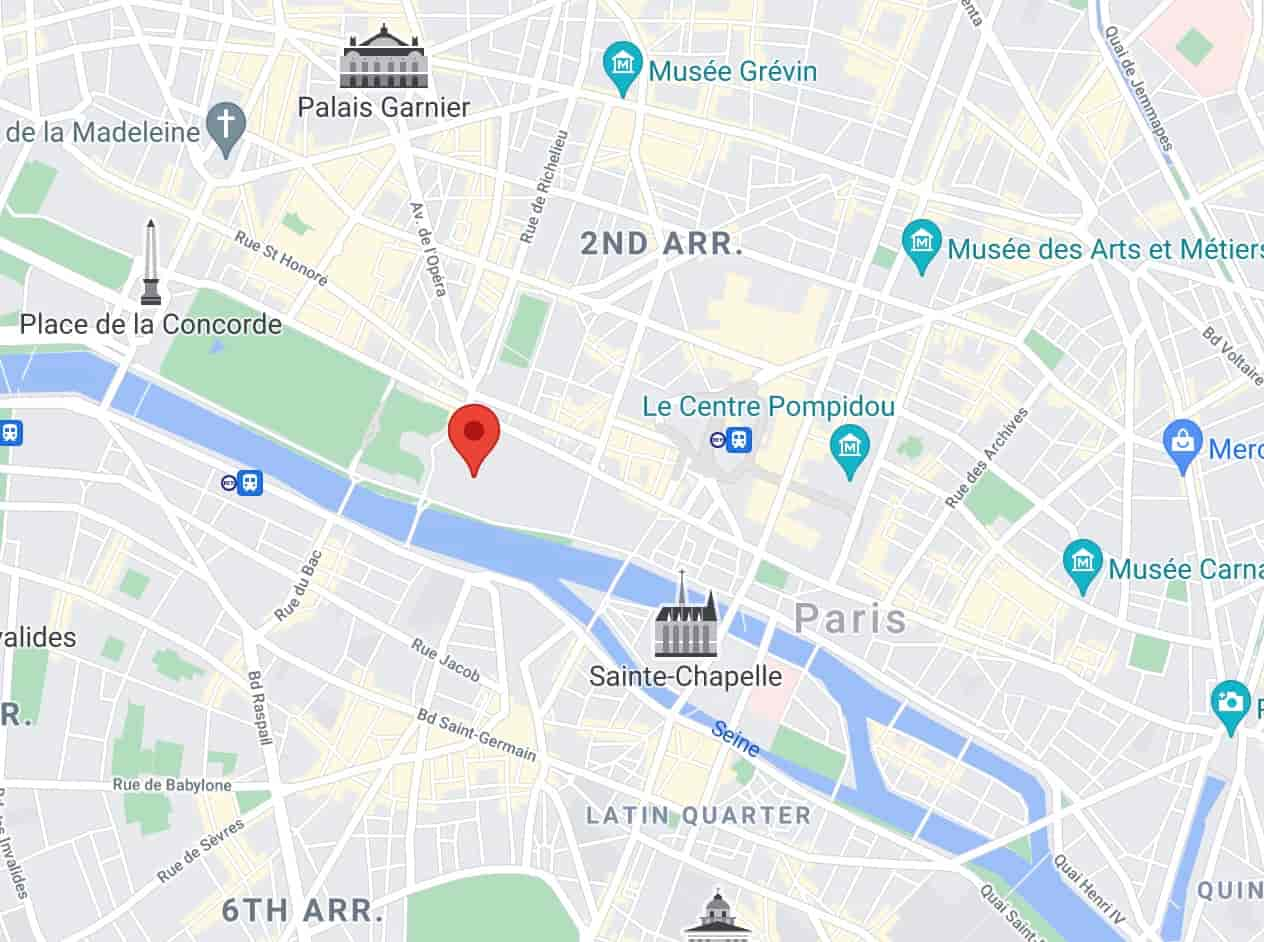 enta
Quai de Jemmapes
Musée Grévin
Palais Garnier
de la Madeleine
Rue de Richelieu
Av. de l'Opéra
Rue St Honoré
2ND ARR.
Musée des Arts et Métiers
Place de la Concorde
Bd Voltaire
Le Centre Pompidou
Rue des Archives
Merc
Rue du Bac
Musée Carna
Paris
valides
Rue Jacob
Sainte-Chapelle
Bd Raspail
R.
Bd Saint-Germain
Seine
Rue de Babylone
LATIN QUARTER
Rue de Sèvres
les Invalides
Quai Henri IV
Quai Saint-
QUIN
6TH ARR.